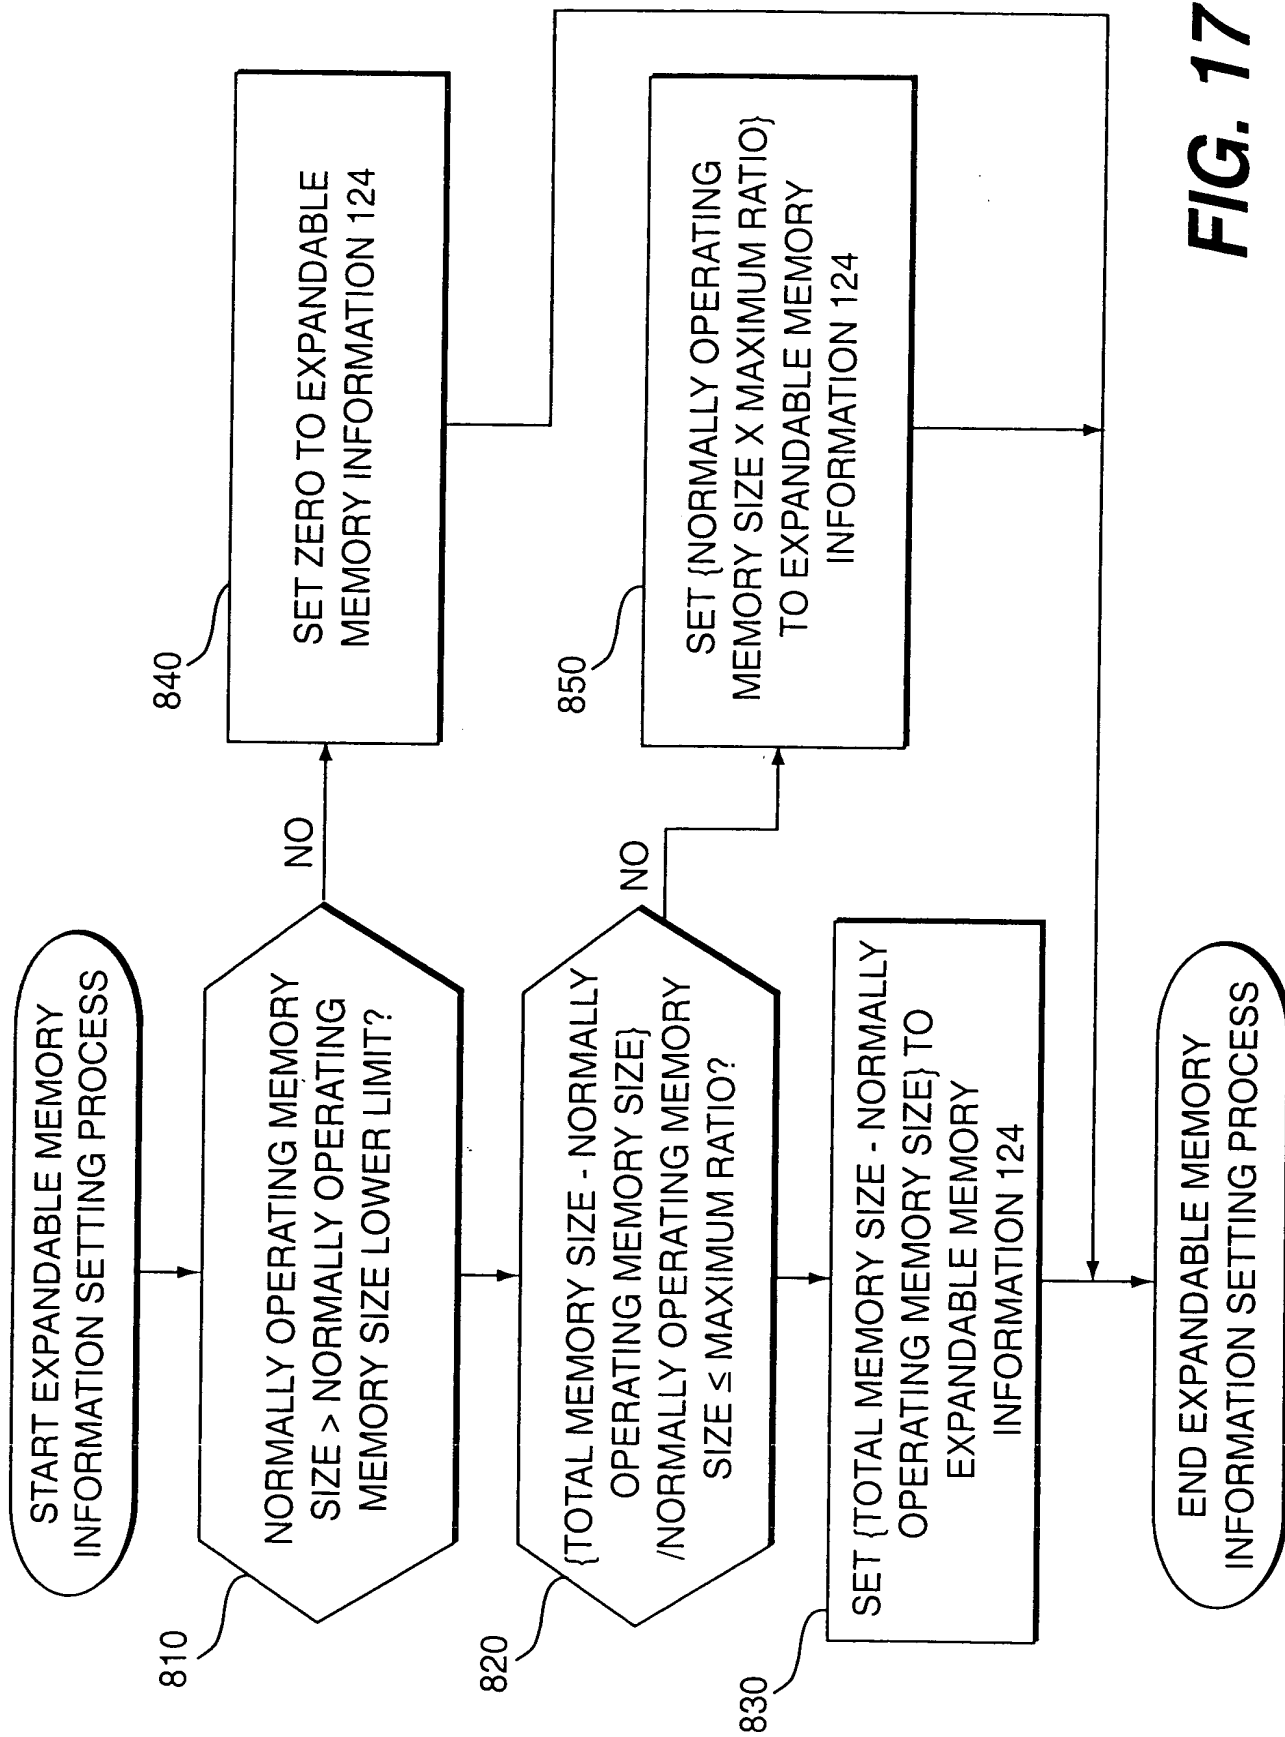 START EXPANDABLE MEMORY
INFORMATION SETTING PROCESS
810
NORMALLY OPERATING MEMORY
SIZE > NORMALLY OPERATING
MEMORY SIZE LOWER LIMIT?
NO
840
SET ZERO TO EXPANDABLE
MEMORY INFORMATION 124
820
{TOTAL MEMORY SIZE - NORMALLY
OPERATING MEMORY SIZE}
/NORMALLY OPERATING MEMORY
SIZE ≤ MAXIMUM RATIO?
NO
850
SET {NORMALLY OPERATING
MEMORY SIZE X MAXIMUM RATIO}
TO EXPANDABLE MEMORY
INFORMATION 124
830
SET {TOTAL MEMORY SIZE - NORMALLY
OPERATING MEMORY SIZE} TO
EXPANDABLE MEMORY
INFORMATION 124
END EXPANDABLE MEMORY
INFORMATION SETTING PROCESS
FIG. 17